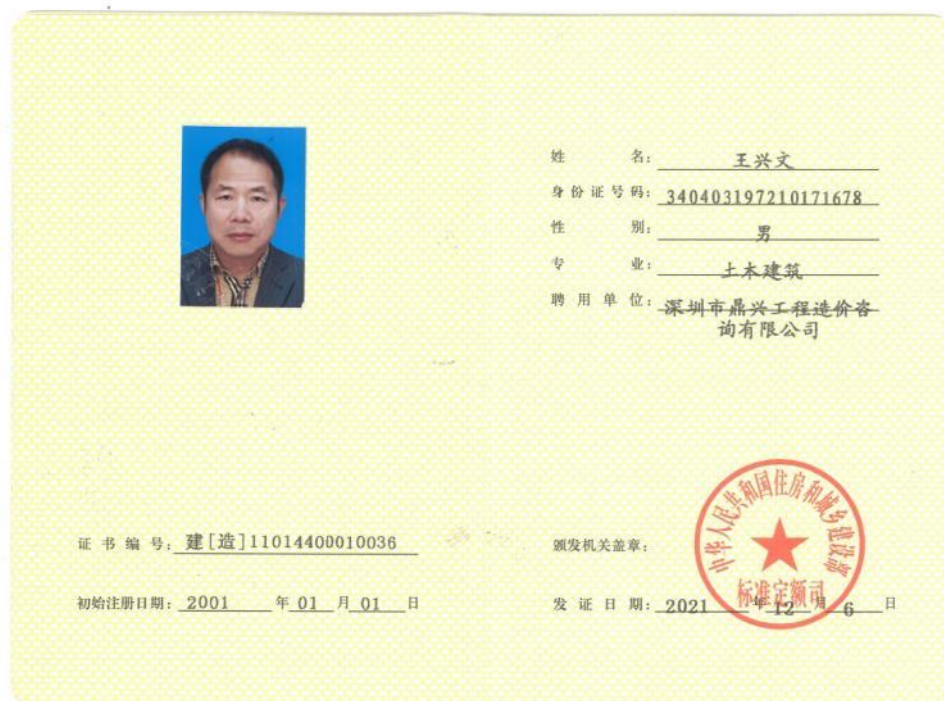 姓 名: 王兴文
身份证号码: 340403197210171678
性 别: 男
专 业: 土木建筑
聘用单位: 深圳市鼎兴工程造价咨
询有限公司
证书编号: 建[造]11014400010036
初始注册日期: 2001 年 01 月 01 日
颁发机关盖章:
中华人民共和国住房和城乡建设部
标准定额司
发证日期: 2021 年 12 月 6 日